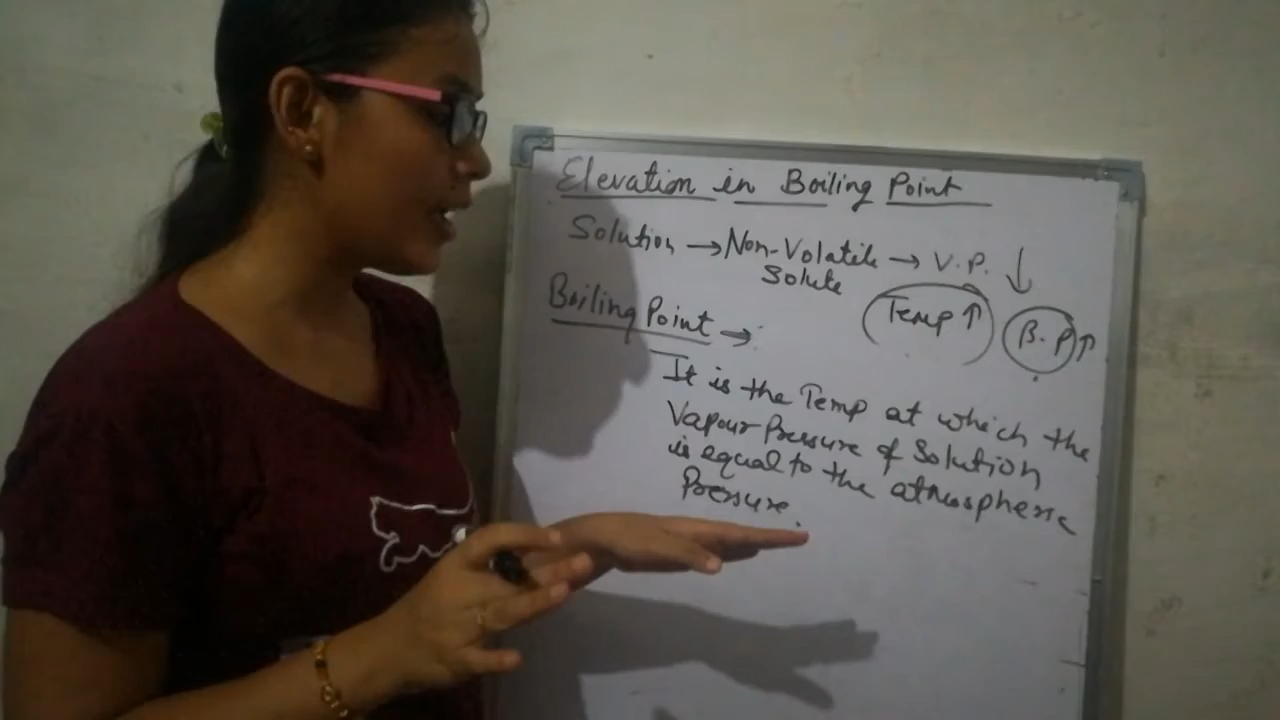 Elevation in Boiling Point
Solution → Non-Volatile → V.P. ↓
Solute
Temp ↑ B.P ↑
Boiling Point →:
It is the Temp at which the
Vapour Pressure of Solution
is equal to the atmospheric
Pressure.